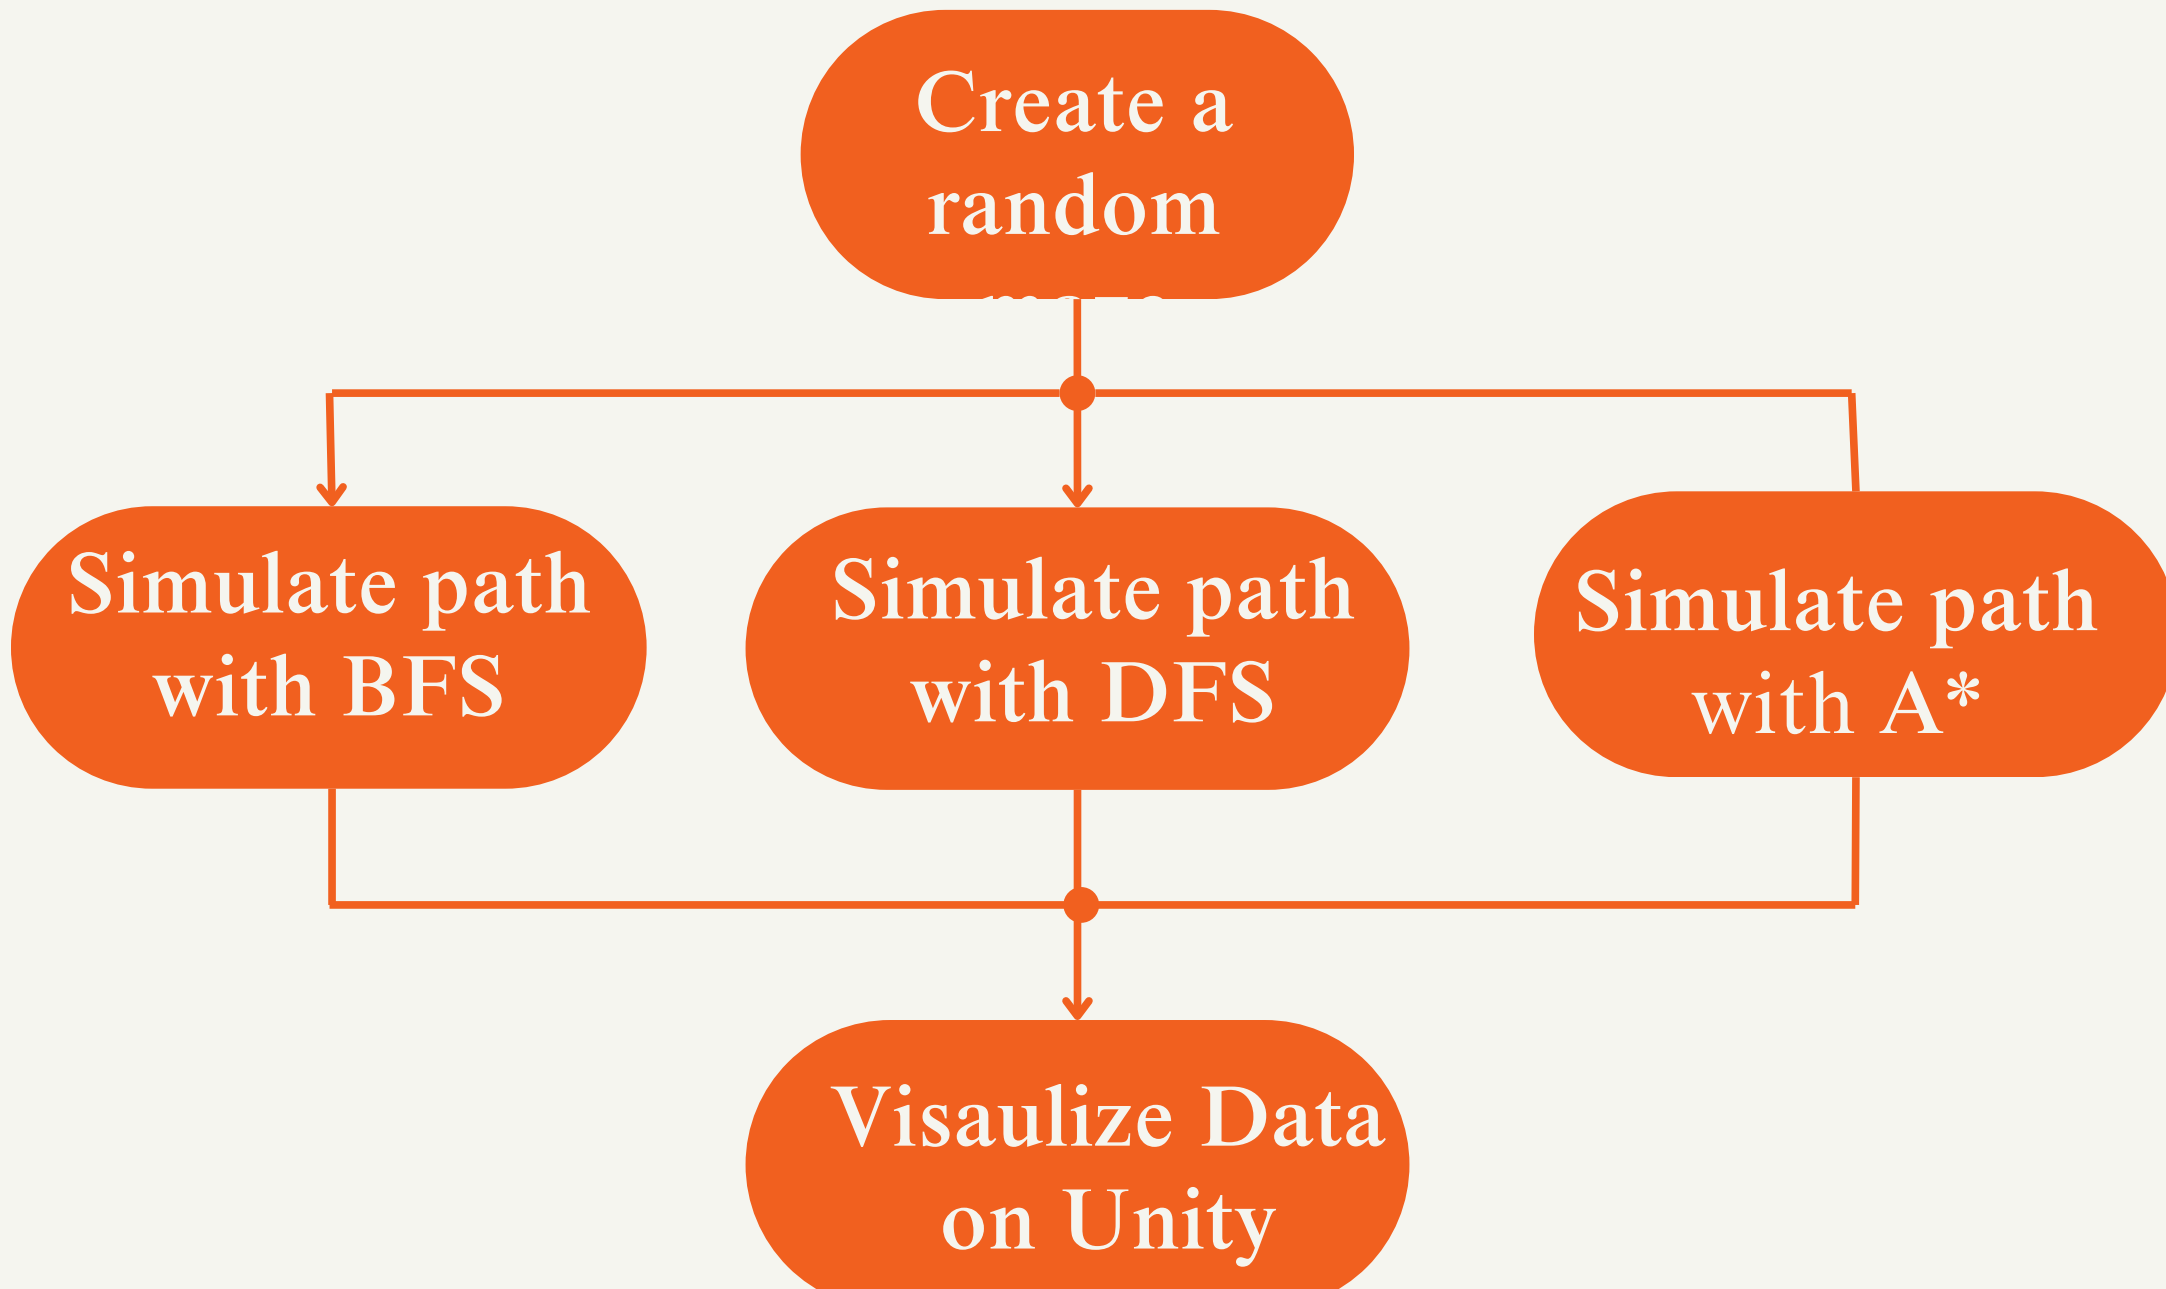 Create a
random
Simulate path
with BFS
Simulate path
with DFS
Simulate path
with A*
Visaulize Data
on Unity